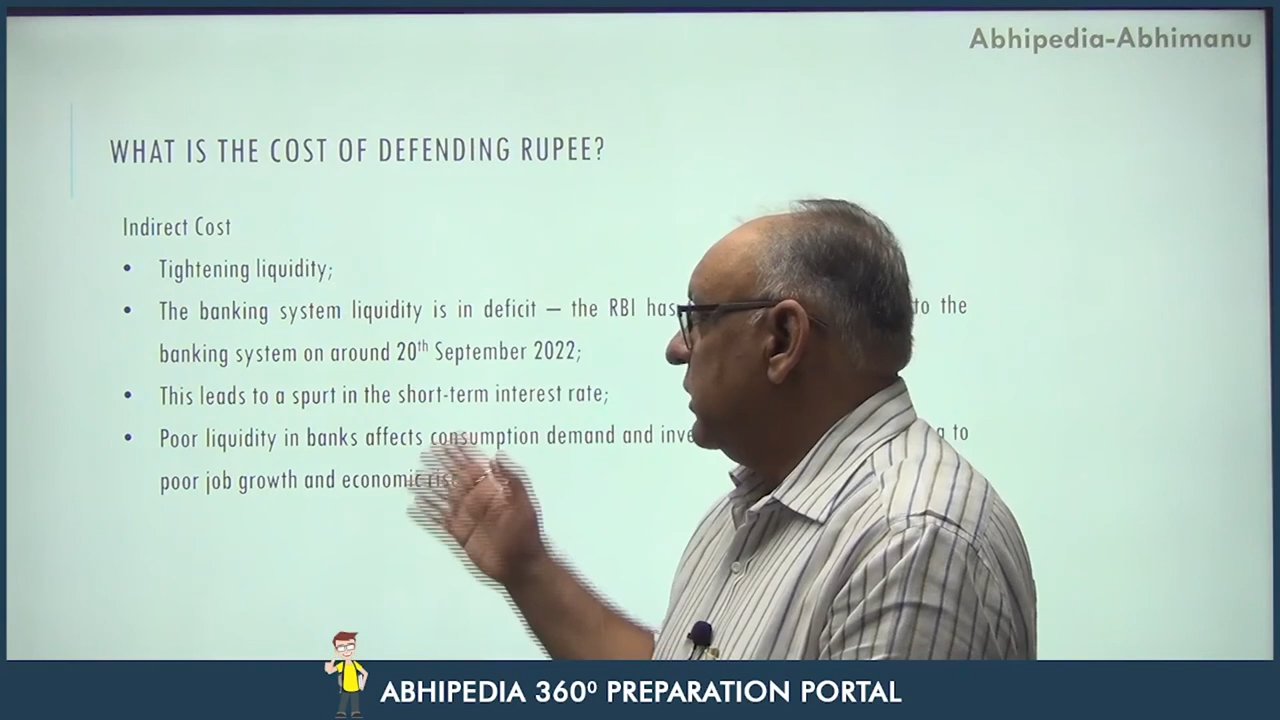 Abhipedia-Abhimanu
WHAT IS THE COST OF DEFENDING RUPEE?
Indirect Cost
• Tightening liquidity;
• The banking system liquidity is in deficit – the RBI has to the
banking system on around 20th September 2022;
• This leads to a spurt in the short-term interest rate;
• Poor liquidity in banks affects consumption demand and to
poor job growth and economic
ABHIPEDIA 360⁰ PREPARATION PORTAL